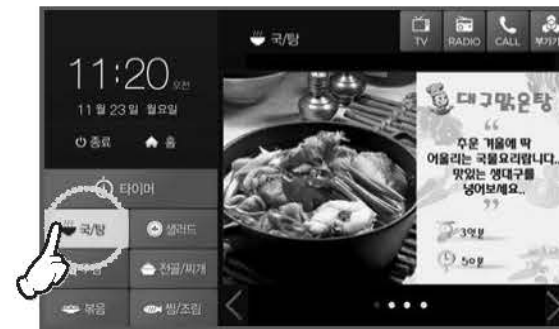 국/탕
TV
RADIO
CALL
11:20 오전
11월 23일 월요일
종료
홈
타이머
국/탕
샐러드
전골/찌개
볶음
찜/조림
대구맑은탕
“
추운 겨울에 딱
어울리는 국물요리랍니다..
맛있는 생대구를
넣어보세요..
”
3인분
50분